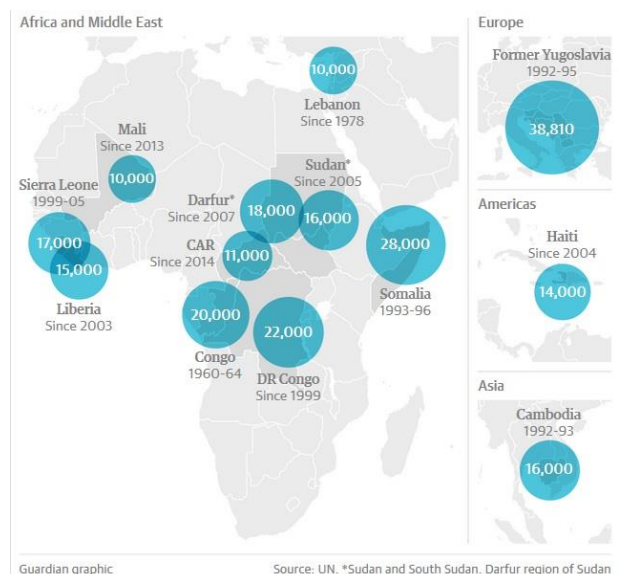 Africa and Middle East
10,000
Lebanon
Since 1978
Mali
Since 2013
10,000
Sudan*
Since 2005
16,000
Darfur*
Since 2007
18,000
Sierra Leone
1999-05
17,000
15,000
Liberia
Since 2003
CAR
Since 2014
11,000
28,000
Somalia
1993-96
20,000
Congo
1960-64
22,000
DR Congo
Since 1999
Europe
Former Yugoslavia
1992-95
38,810
Americas
Haiti
Since 2004
14,000
Asia
Cambodia
1992-93
16,000
Guardian graphic
Source: UN. *Sudan and South Sudan. Darfur region of Sudan